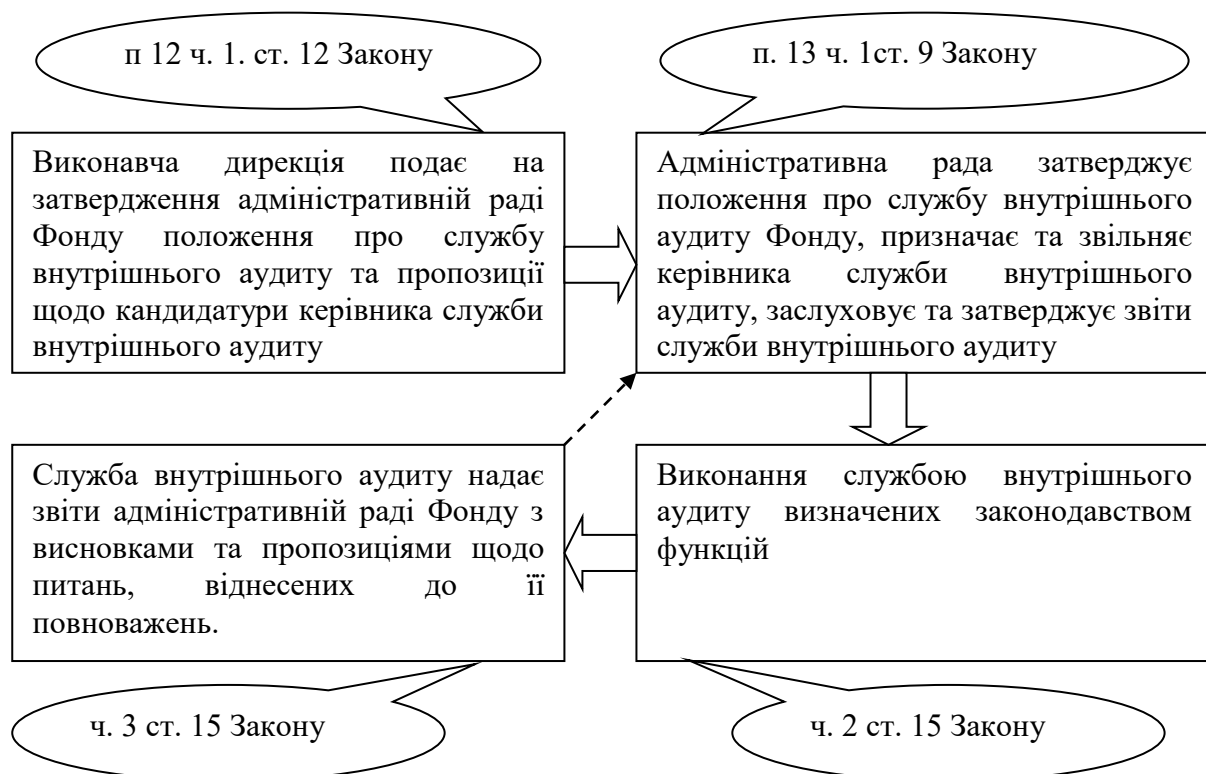 п 12 ч. 1. ст. 12 Закону
п. 13 ч. 1ст. 9 Закону
Виконавча дирекція подає на
затвердження адміністративній раді
Фонду положення про службу
внутрішнього аудиту та пропозиції
щодо кандидатури керівника служби
внутрішнього аудиту
Адміністративна рада затверджує
положення про службу внутрішнього
аудиту Фонду, призначає та звільняє
керівника служби внутрішнього
аудиту, заслуховує та затверджує звіти
служби внутрішнього аудиту
Служба внутрішнього аудиту надає
звіти адміністративній раді Фонду з
висновками та пропозиціями щодо
питань, віднесених до її
повноважень.
Виконання службою внутрішнього
аудиту визначених законодавством
функцій
ч. 3 ст. 15 Закону
ч. 2 ст. 15 Закону